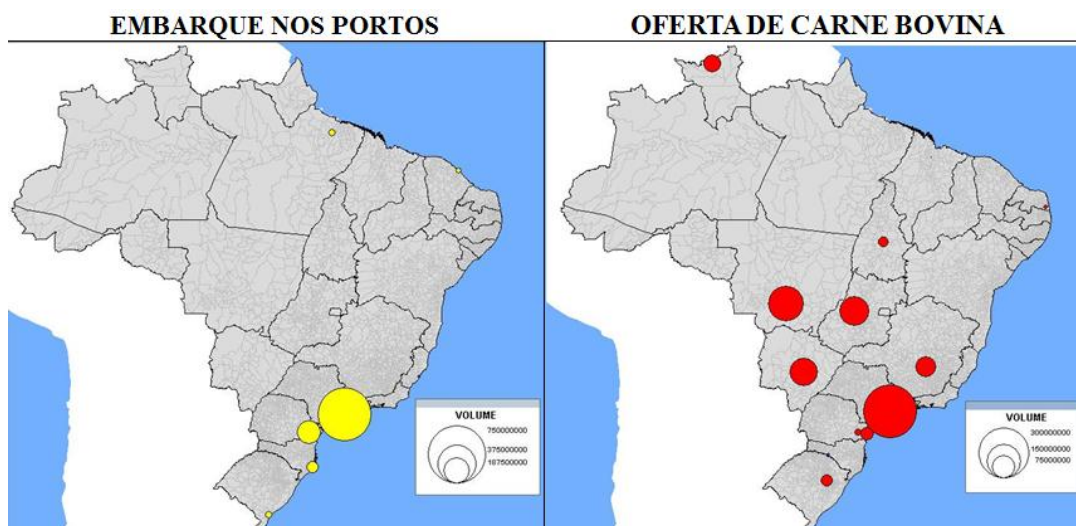 EMBARQUE NOS PORTOS
OFERTA DE CARNE BOVINA
VOLUME
750000000
375000000
187500000
VOLUME
300000000
150000000
75000000